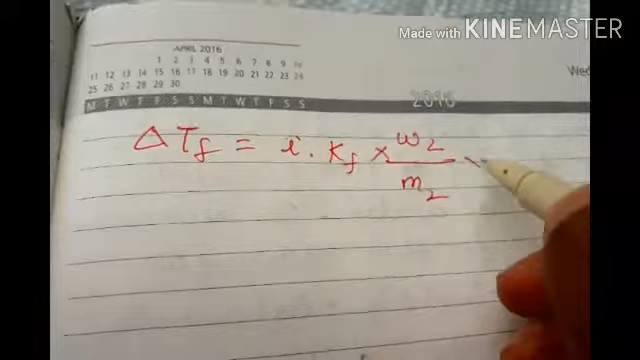 Made with KINEMASTER
APRIL 2016
1 2 3 4 5 6 7 8 9 10
11 12 13 14 15 16 17 18 19 20 21 22 23 24
25 26 27 28 29 30
M T W T F S S M T W T F S S
2016
ΔTf = i . Kf × w2 / m2 ×